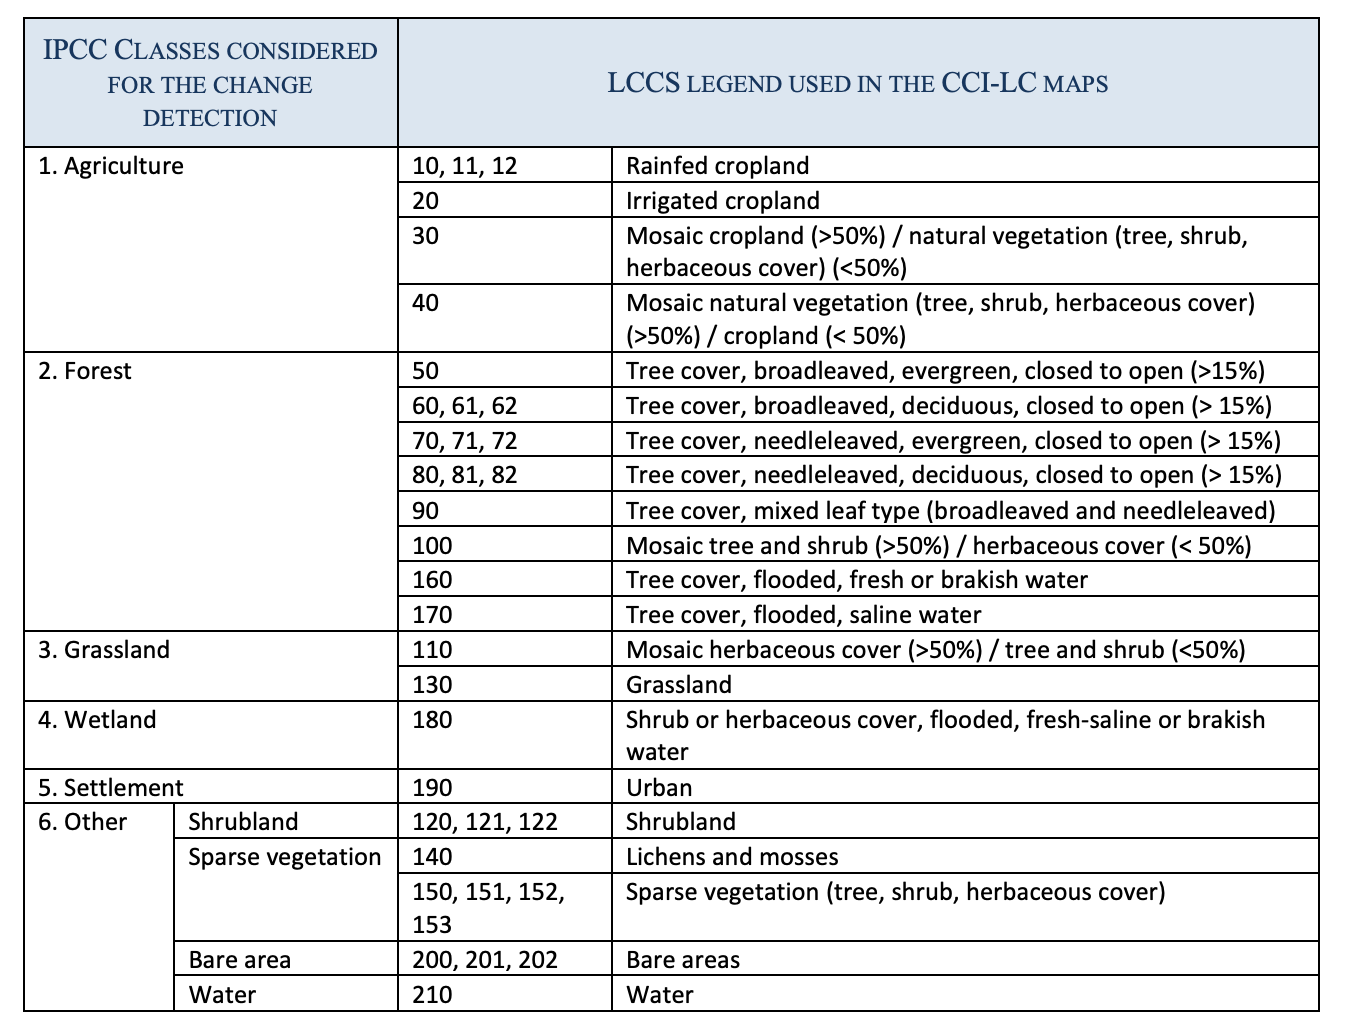 IPCC CLASSES CONSIDERED
FOR THE CHANGE
DETECTION
LCCS LEGEND USED IN THE CCI-LC MAPS
1. Agriculture
10, 11, 12
Rainfed cropland
20
Irrigated cropland
30
Mosaic cropland (>50%) / natural vegetation (tree, shrub,
herbaceous cover) (<50%)
40
Mosaic natural vegetation (tree, shrub, herbaceous cover)
(>50%) / cropland (< 50%)
2. Forest
50
Tree cover, broadleaved, evergreen, closed to open (>15%)
60, 61, 62
Tree cover, broadleaved, deciduous, closed to open (> 15%)
70, 71, 72
Tree cover, needleleaved, evergreen, closed to open (> 15%)
80, 81, 82
Tree cover, needleleaved, deciduous, closed to open (> 15%)
90
Tree cover, mixed leaf type (broadleaved and needleleaved)
100
Mosaic tree and shrub (>50%) / herbaceous cover (< 50%)
160
Tree cover, flooded, fresh or brakish water
170
Tree cover, flooded, saline water
3. Grassland
110
Mosaic herbaceous cover (>50%) / tree and shrub (<50%)
130
Grassland
4. Wetland
180
Shrub or herbaceous cover, flooded, fresh-saline or brakish
water
5. Settlement
190
Urban
6. Other
Shrubland
120, 121, 122
Shrubland
Sparse vegetation
140
Lichens and mosses
150, 151, 152,
153
Sparse vegetation (tree, shrub, herbaceous cover)
Bare area
200, 201, 202
Bare areas
Water
210
Water